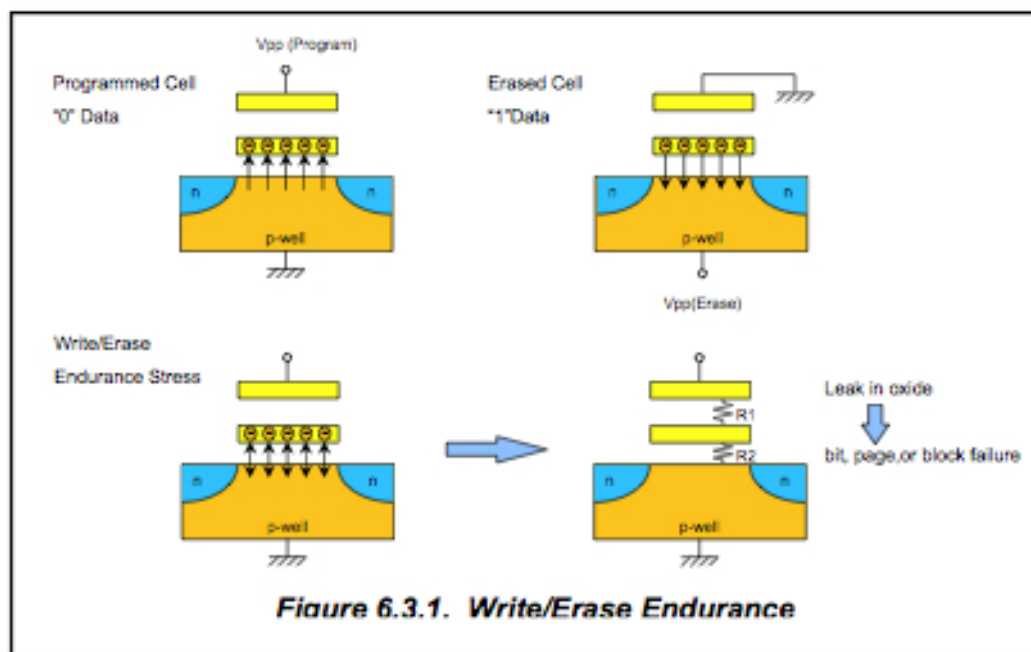 Vpp (Program)
Programmed Cell
"0" Data
n
n
p-well
Erased Cell
"1"Data
n
n
p-well
Vpp(Erase)
Write/Erase
Endurance Stress
n
n
p-well
R1
R2
n
n
p-well
Leak in oxide
bit, page,or block failure
Figure 6.3.1. Write/Erase Endurance